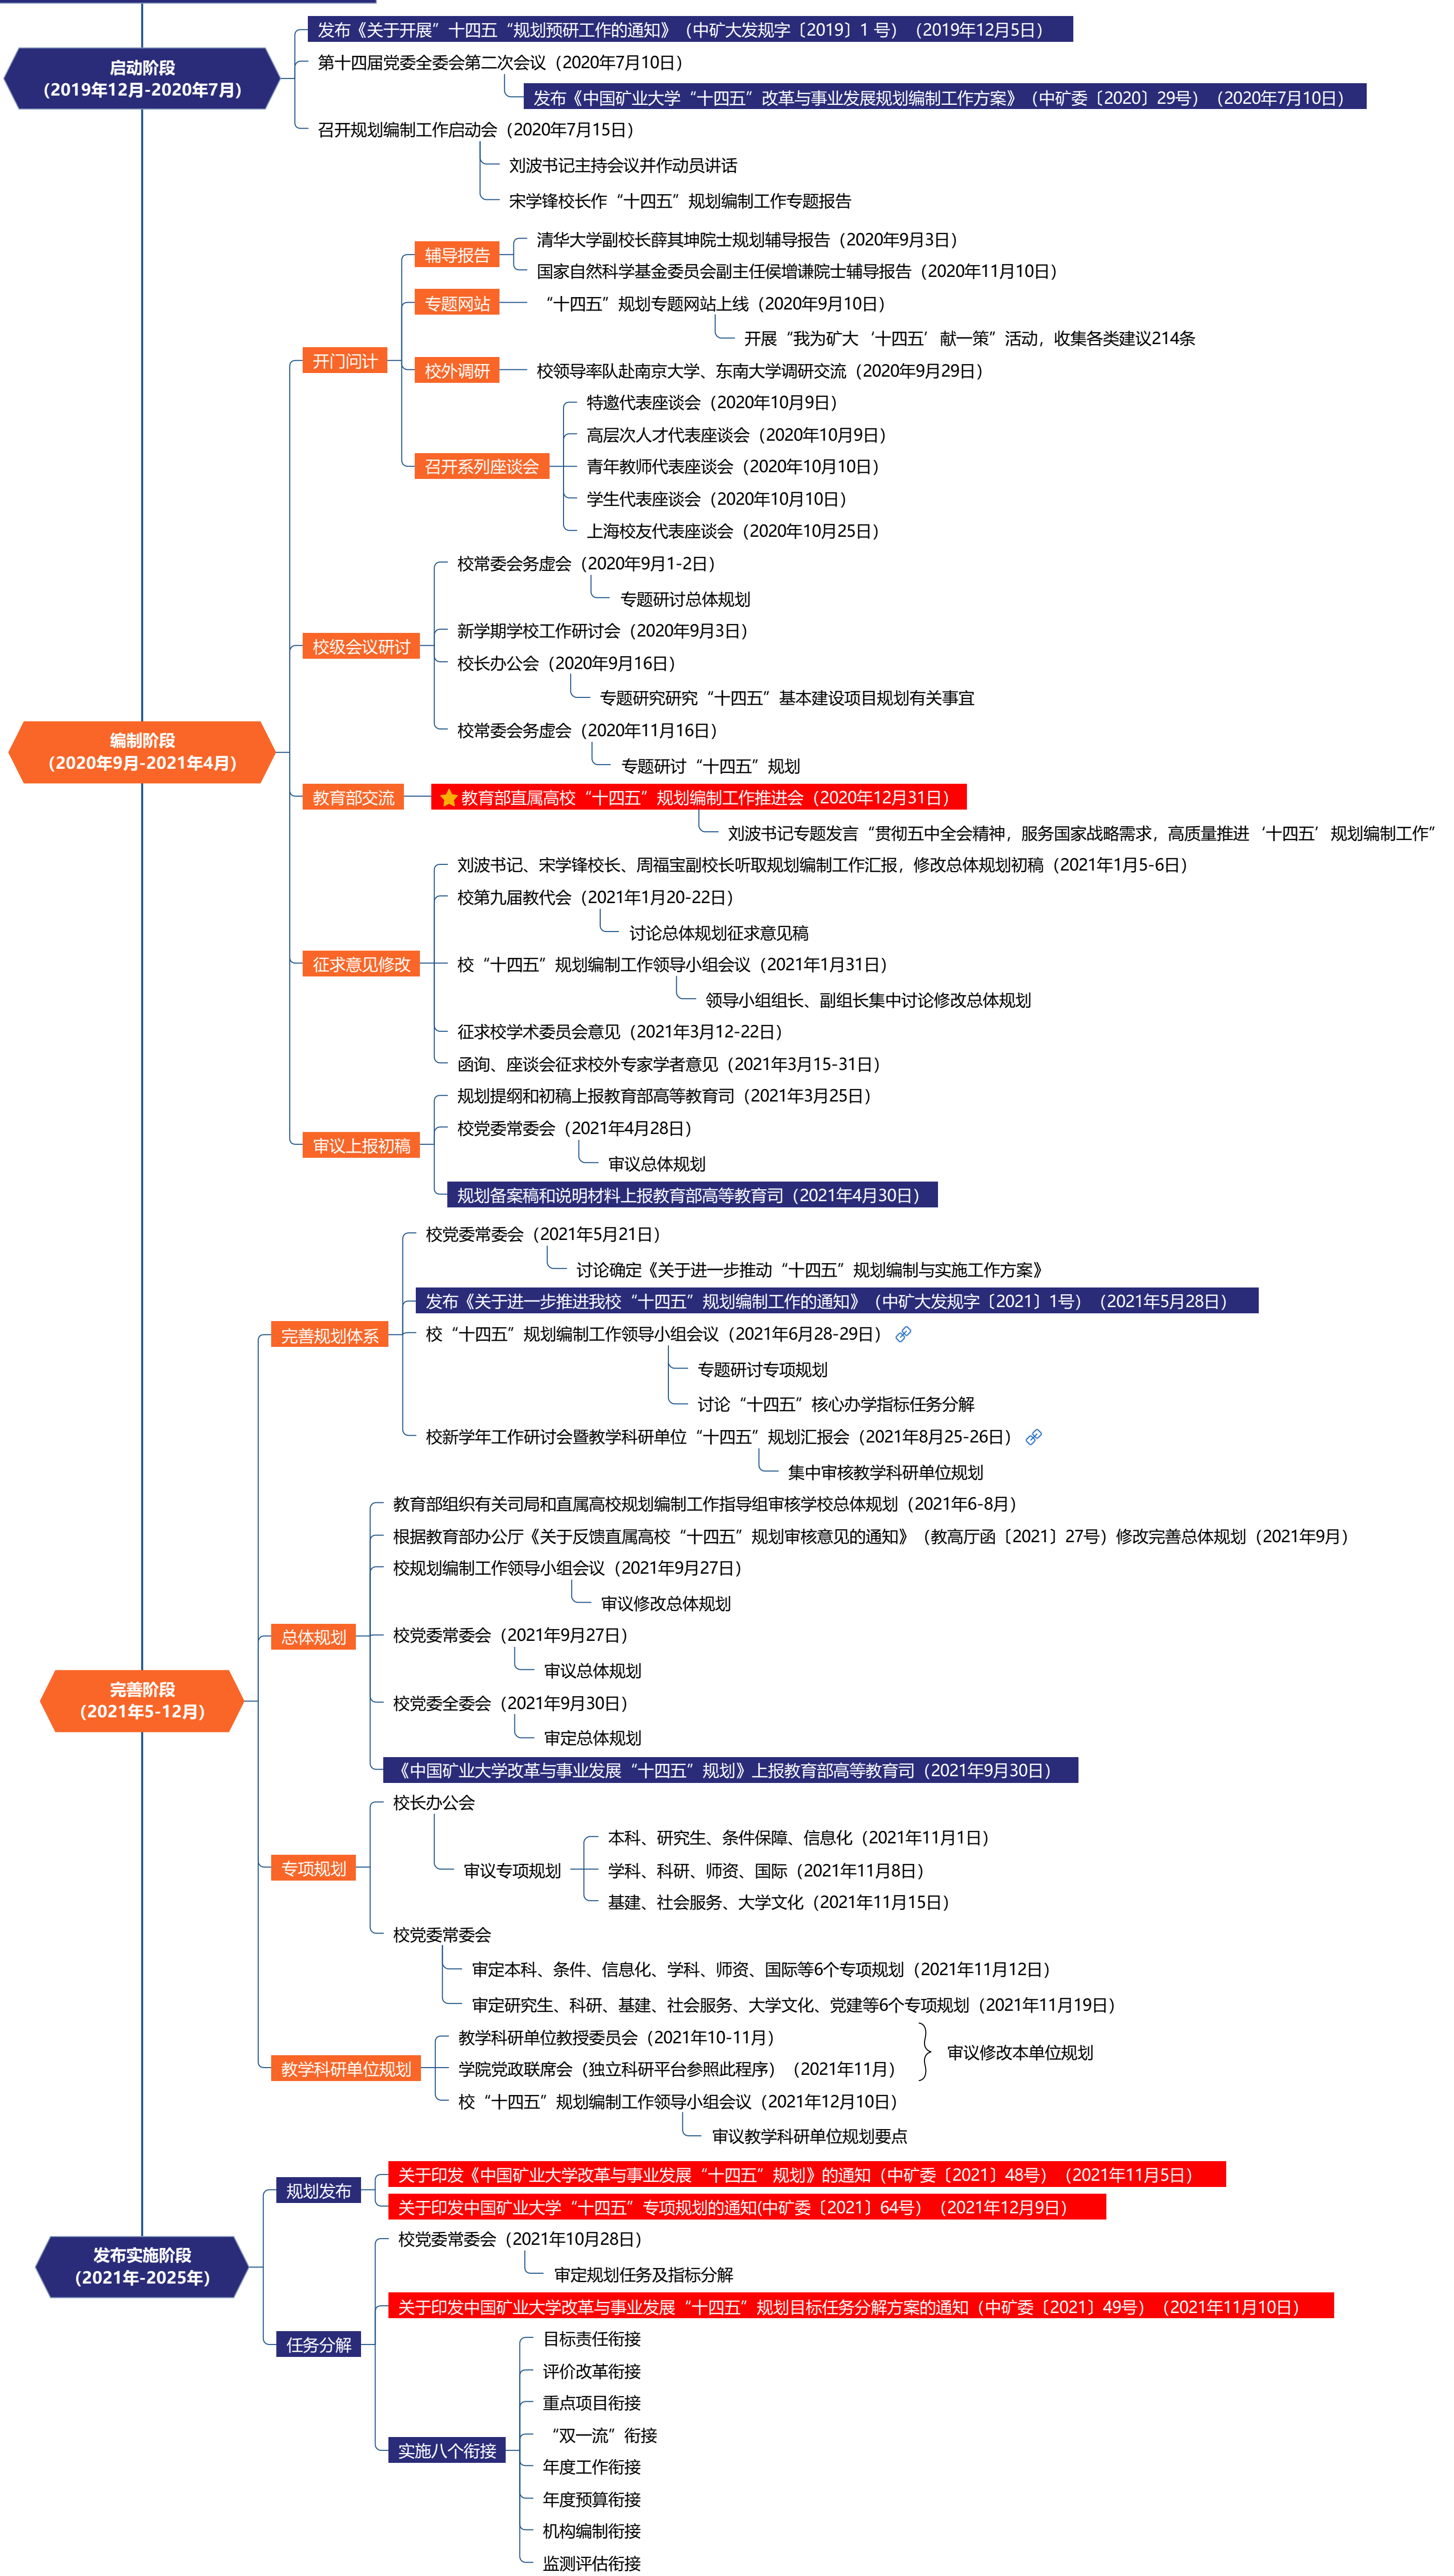 启动阶段
(2019年12月-2020年7月)
发布《关于开展”十四五“规划预研工作的通知》（中矿大发规字〔2019〕1 号）（2019年12月5日）
第十四届党委全委会第二次会议（2020年7月10日）
发布《中国矿业大学“十四五”改革与事业发展规划编制工作方案》（中矿委〔2020〕29号）（2020年7月10日）
召开规划编制工作启动会（2020年7月15日）
刘波书记主持会议并作动员讲话
宋学锋校长作“十四五”规划编制工作专题报告
编制阶段
(2020年9月-2021年4月)
开门问计
辅导报告
清华大学副校长薛其坤院士规划辅导报告（2020年9月3日）
国家自然科学基金委员会副主任侯增谦院士辅导报告（2020年11月10日）
专题网站
“十四五”规划专题网站上线（2020年9月10日）
开展“我为矿大‘十四五’献一策”活动，收集各类建议214条
校外调研
校领导率队赴南京大学、东南大学调研交流（2020年9月29日）
召开系列座谈会
特邀代表座谈会（2020年10月9日）
高层次人才代表座谈会（2020年10月9日）
青年教师代表座谈会（2020年10月10日）
学生代表座谈会（2020年10月10日）
上海校友代表座谈会（2020年10月25日）
校级会议研讨
校常委会务虚会（2020年9月1-2日）
专题研讨总体规划
新学期学校工作研讨会（2020年9月3日）
校长办公会（2020年9月16日）
专题研究研究“十四五”基本建设项目规划有关事宜
校常委会务虚会（2020年11月16日）
专题研讨“十四五”规划
教育部交流
教育部直属高校“十四五”规划编制工作推进会（2020年12月31日）
刘波书记专题发言“贯彻五中全会精神，服务国家战略需求，高质量推进‘十四五’规划编制工作”
征求意见修改
刘波书记、宋学锋校长、周福宝副校长听取规划编制工作汇报，修改总体规划初稿（2021年1月5-6日）
校第九届教代会（2021年1月20-22日）
讨论总体规划征求意见稿
校“十四五”规划编制工作领导小组会议（2021年1月31日）
领导小组组长、副组长集中讨论修改总体规划
征求校学术委员会意见（2021年3月12-22日）
函询、座谈会征求校外专家学者意见（2021年3月15-31日）
审议上报初稿
规划提纲和初稿上报教育部高等教育司（2021年3月25日）
校党委常委会（2021年4月28日）
审议总体规划
规划备案稿和说明材料上报教育部高等教育司（2021年4月30日）
完善阶段
(2021年5-12月)
完善规划体系
校党委常委会（2021年5月21日）
讨论确定《关于进一步推动“十四五”规划编制与实施工作方案》
发布《关于进一步推进我校“十四五”规划编制工作的通知》（中矿大发规字〔2021〕1号）（2021年5月28日）
校“十四五”规划编制工作领导小组会议（2021年6月28-29日）
专题研讨专项规划
讨论“十四五”核心办学指标任务分解
校新学年工作研讨会暨教学科研单位“十四五”规划汇报会（2021年8月25-26日）
集中审核教学科研单位规划
总体规划
教育部组织有关司局和直属高校规划编制工作指导组审核学校总体规划（2021年6-8月）
根据教育部办公厅《关于反馈直属高校“十四五”规划审核意见的通知》（教高厅函〔2021〕27号）修改完善总体规划（2021年9月）
校规划编制工作领导小组会议（2021年9月27日）
审议修改总体规划
校党委常委会（2021年9月27日）
审议总体规划
校党委全委会（2021年9月30日）
审定总体规划
《中国矿业大学改革与事业发展“十四五”规划》上报教育部高等教育司（2021年9月30日）
专项规划
校长办公会
审议专项规划
本科、研究生、条件保障、信息化（2021年11月1日）
学科、科研、师资、国际（2021年11月8日）
基建、社会服务、大学文化（2021年11月15日）
校党委常委会
审定本科、条件、信息化、学科、师资、国际等6个专项规划（2021年11月12日）
审定研究生、科研、基建、社会服务、大学文化、党建等6个专项规划（2021年11月19日）
教学科研单位规划
教学科研单位教授委员会（2021年10-11月）
学院党政联席会（独立科研平台参照此程序）（2021年11月）
审议修改本单位规划
校“十四五”规划编制工作领导小组会议（2021年12月10日）
审议教学科研单位规划要点
发布实施阶段
(2021年-2025年)
规划发布
关于印发《中国矿业大学改革与事业发展“十四五”规划》的通知（中矿委〔2021〕48号）（2021年11月5日）
关于印发中国矿业大学“十四五”专项规划的通知(中矿委〔2021〕64号）（2021年12月9日）
任务分解
校党委常委会（2021年10月28日）
审定规划任务及指标分解
关于印发中国矿业大学改革与事业发展“十四五”规划目标任务分解方案的通知（中矿委〔2021〕49号）（2021年11月10日）
实施八个衔接
目标责任衔接
评价改革衔接
重点项目衔接
“双一流”衔接
年度工作衔接
年度预算衔接
机构编制衔接
监测评估衔接